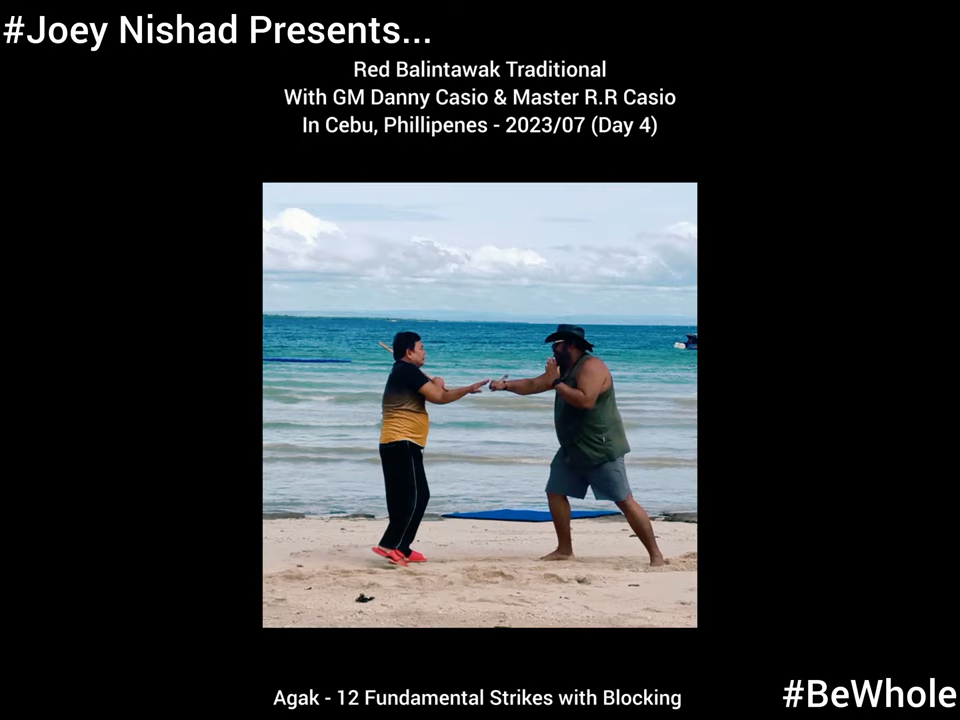 #Joey Nishad Presents...
Red Balintawak Traditional
With GM Danny Casio & Master R.R Casio
In Cebu, Phillipenes - 2023/07 (Day 4)
Agak - 12 Fundamental Strikes with Blocking
#BeWhole